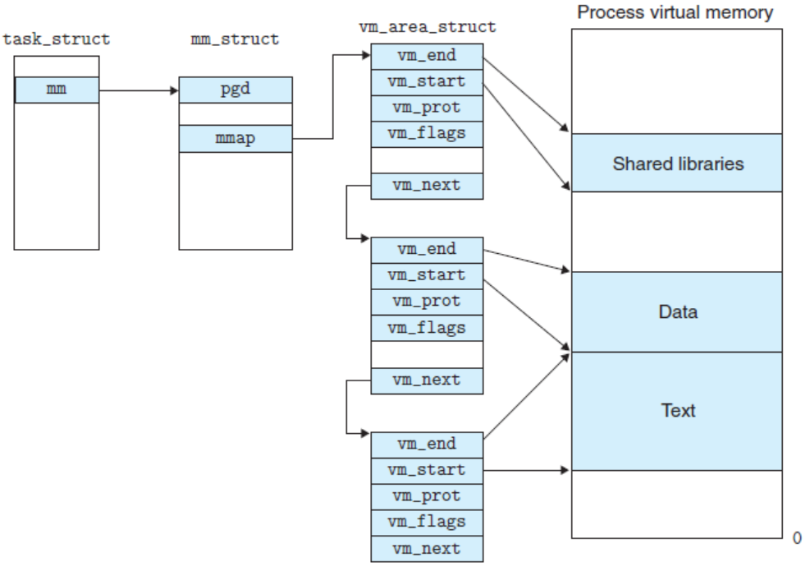 task_struct
mm
mm_struct
pgd
mmap
vm_area_struct
vm_end
vm_start
vm_prot
vm_flags
vm_next
vm_end
vm_start
vm_prot
vm_flags
vm_next
vm_end
vm_start
vm_prot
vm_flags
vm_next
Process virtual memory
Shared libraries
Data
Text
0